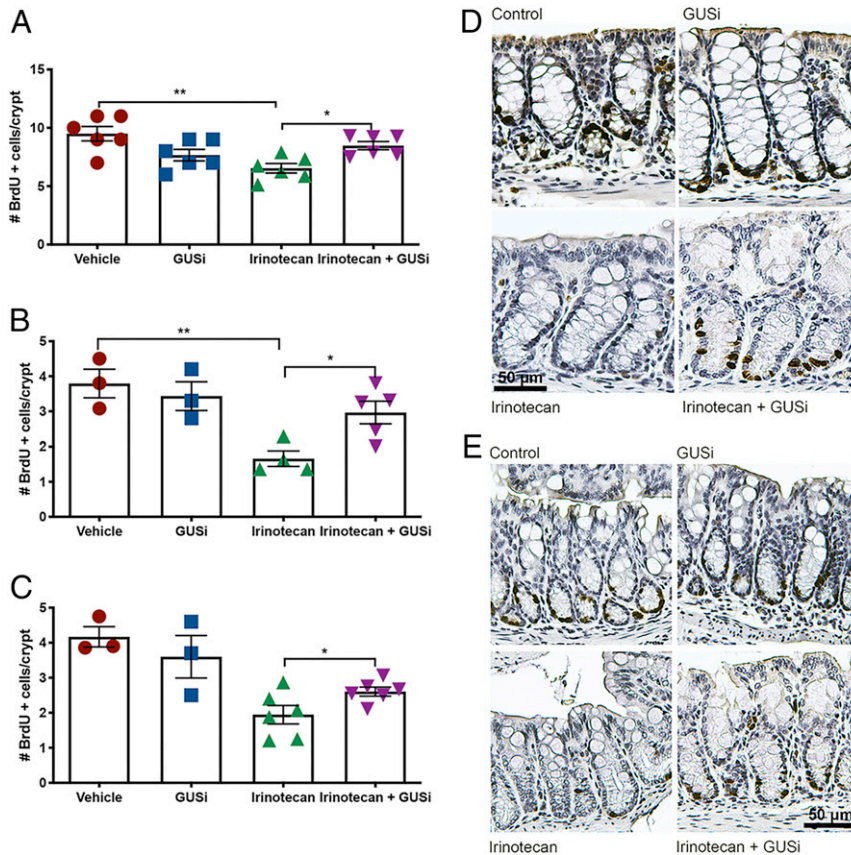 A
# BrdU + cells/crypt
15
10
5
0
**
*
Vehicle GUSi Irinotecan Irinotecan + GUSi
B
# BrdU + cells/crypt
5
4
3
2
1
0
**
*
Vehicle GUSi Irinotecan Irinotecan + GUSi
C
# BrdU + cells/crypt
5
4
3
2
1
0
*
Vehicle GUSi Irinotecan Irinotecan + GUSi
D
Control GUSi
50 µm
Irinotecan Irinotecan + GUSi
E
Control GUSi
50 µm
Irinotecan Irinotecan + GUSi